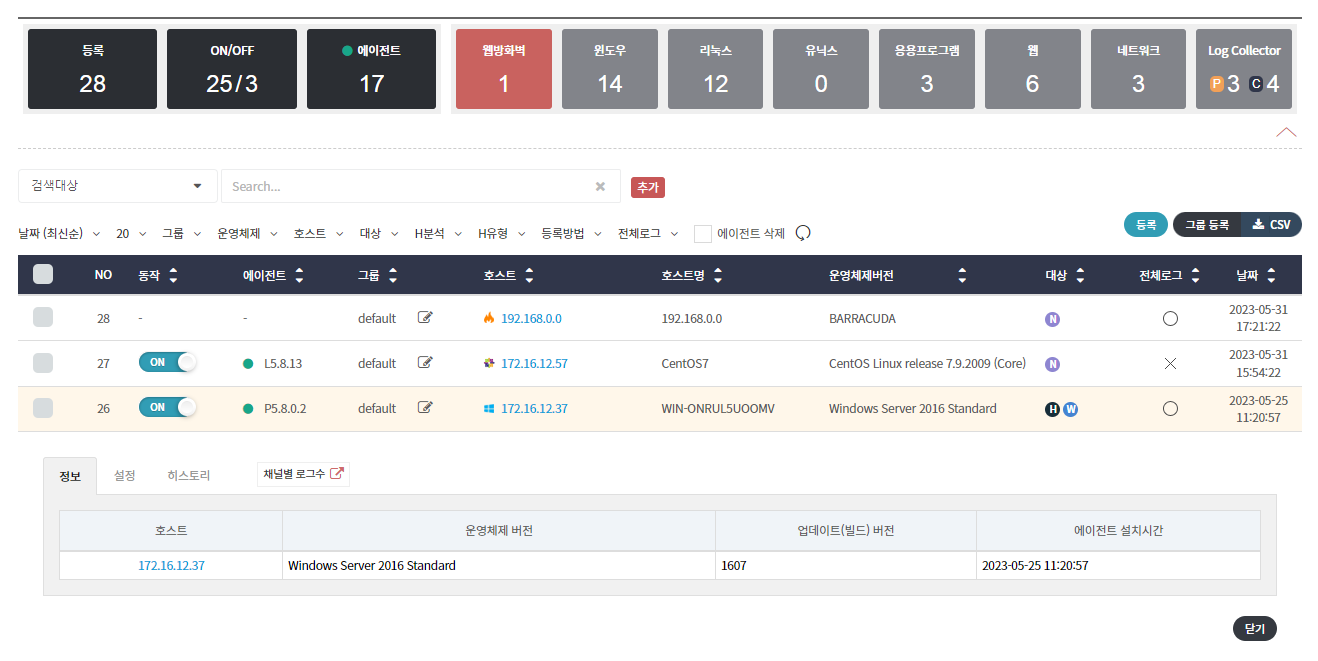 등록 ON/OFF 에이전트 웹방화벽 윈도우 리눅스 유닉스 응용프로그램 웹 네트워크 Log Collector
28 25/3 17 1 14 12 0 3 6 3 P 3 C 4
검색대상 Search... 추가
날짜 (최신순) 20 그룹 운영체제 호스트 대상 H분석 H유형 등록방법 전체로그 에이전트 삭제 등록 그룹 등록 CSV
NO 동작 에이전트 그룹 호스트 호스트명 운영체제버전 대상 전체로그 날짜
28 - - default 192.168.0.0 192.168.0.0 BARRACUDA N 2023-05-31
17:21:22
27 ON L5.8.13 default 172.16.12.57 CentOS7 CentOS Linux release 7.9.2009 (Core) N 2023-05-31
15:54:22
26 ON P5.8.0.2 default 172.16.12.37 WIN-ONRUL5UOOMV Windows Server 2016 Standard H W 2023-05-25
11:20:57
정보 설정 히스토리 채널별 로그수
호스트 운영체제 버전 업데이트(빌드) 버전 에이전트 설치시간
172.16.12.37 Windows Server 2016 Standard 1607 2023-05-25 11:20:57
닫기